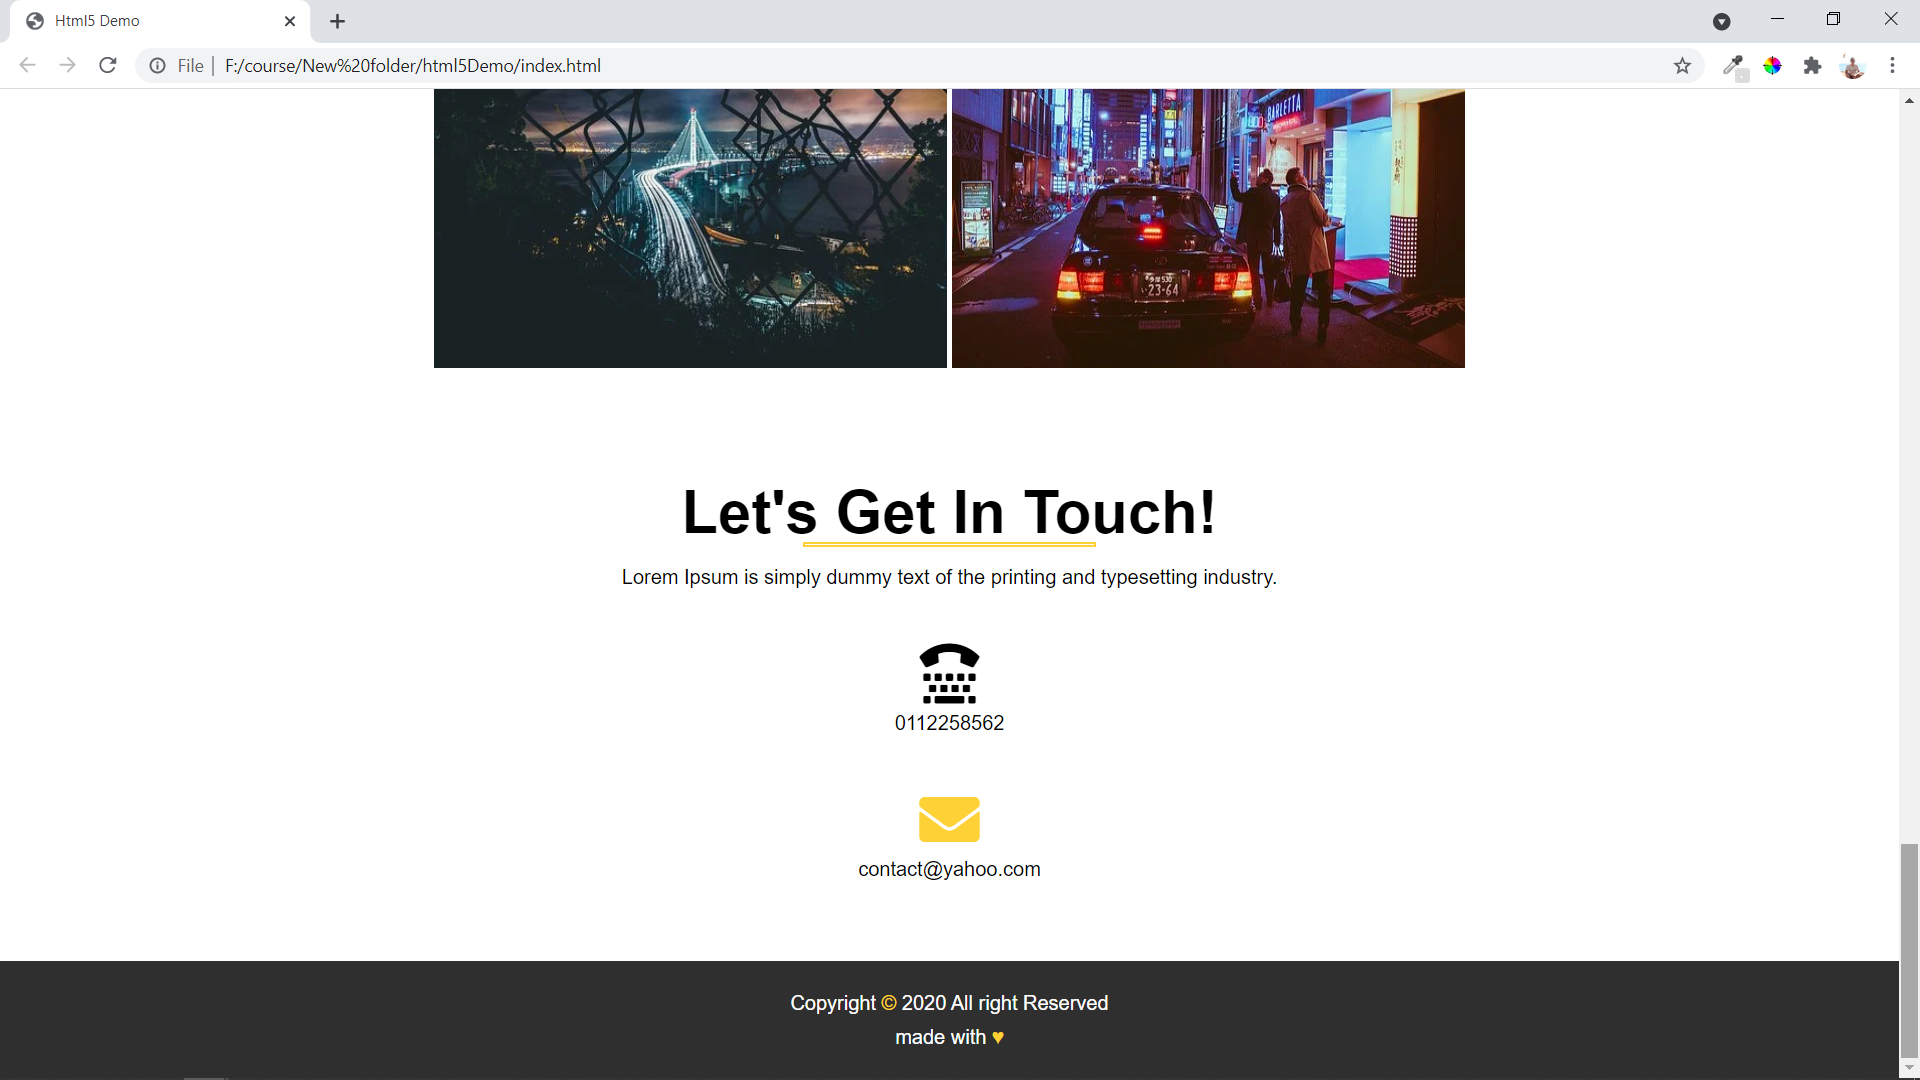 Html5 Demo
File | F:/course/New%20folder/html5Demo/index.html
BARLETTA
23-64
Let's Get In Touch!
Lorem Ipsum is simply dummy text of the printing and typesetting industry.
0112258562
contact@yahoo.com
Copyright © 2020 All right Reserved
made with ♥